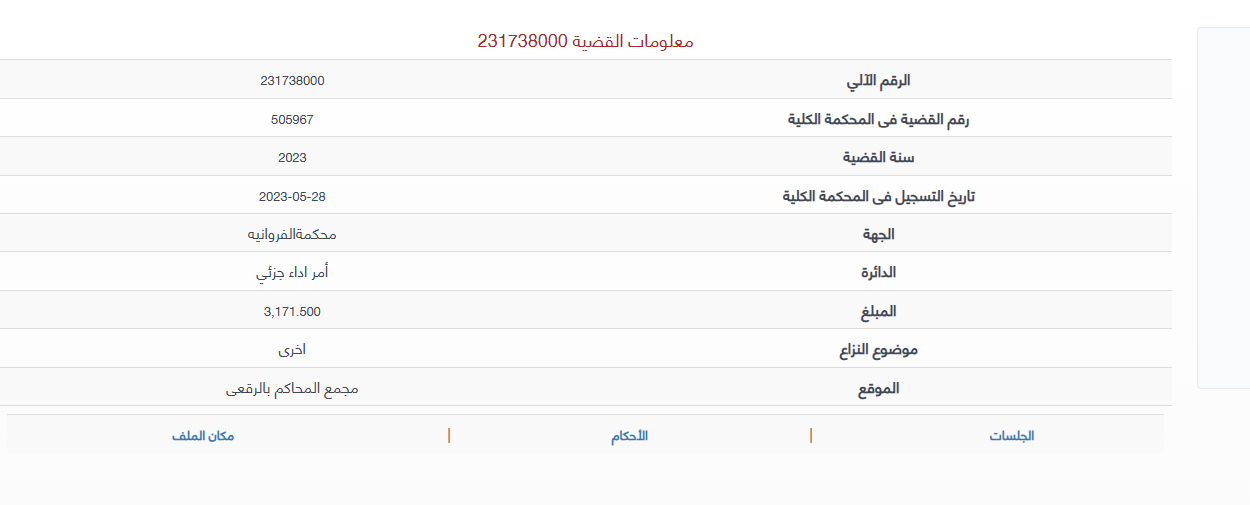 معلومات القضية 231738000
الرقم الآلي 231738000
رقم القضية فى المحكمة الكلية 505967
سنة القضية 2023
تاريخ التسجيل فى المحكمة الكلية 2023-05-28
الجهة محكمةالفروانيه
الدائرة أمر اداء جزئي
المبلغ 3,171.500
موضوع النزاع اخرى
الموقع مجمع المحاكم بالرقعى
الجلسات | الأحكام | مكان الملف